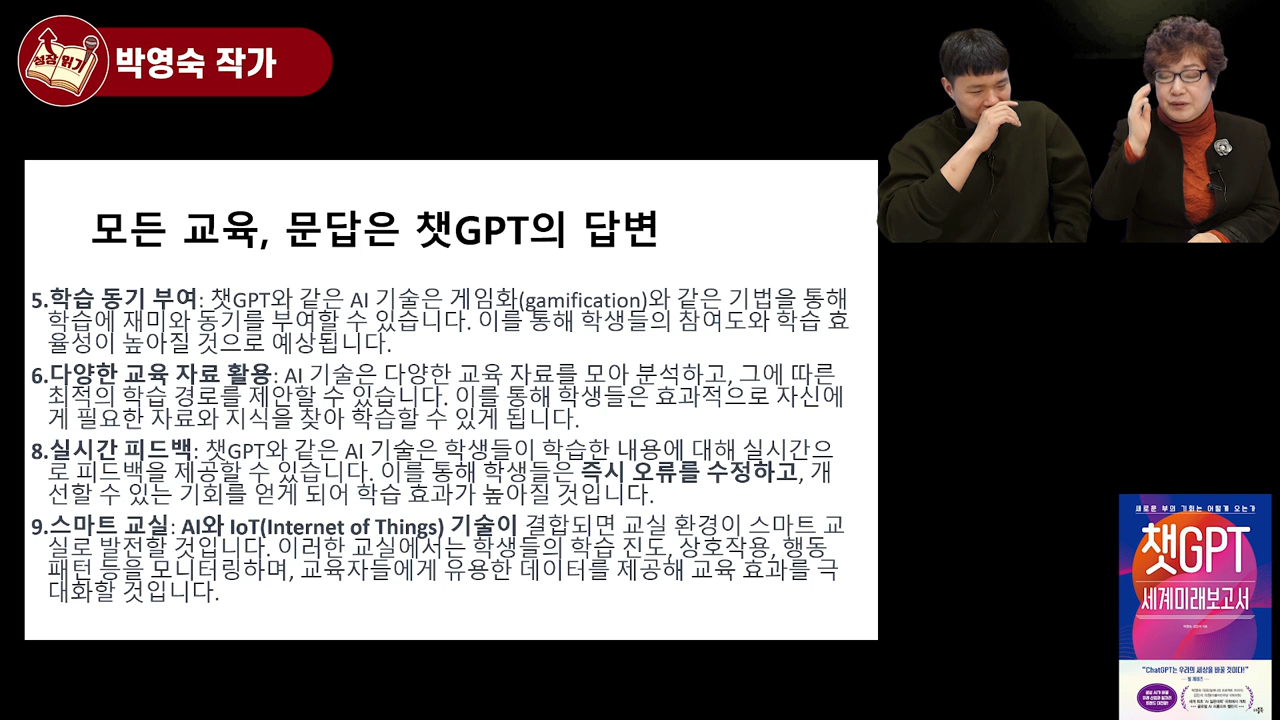 성장 읽기
박영숙 작가
모든 교육, 문답은 챗GPT의 답변
5.학습 동기 부여: 챗GPT와 같은 AI 기술은 게임화(gamification)와 같은 기법을 통해
학습에 재미와 동기를 부여할 수 있습니다. 이를 통해 학생들의 참여도와 학습 효
율성이 높아질 것으로 예상됩니다.
6.다양한 교육 자료 활용: AI 기술은 다양한 교육 자료를 모아 분석하고, 그에 따른
최적의 학습 경로를 제안할 수 있습니다. 이를 통해 학생들은 효과적으로 자신에
게 필요한 자료와 지식을 찾아 학습할 수 있게 됩니다.
8.실시간 피드백: 챗GPT와 같은 AI 기술은 학생들이 학습한 내용에 대해 실시간으
로 피드백을 제공할 수 있습니다. 이를 통해 학생들은 즉시 오류를 수정하고, 개
선할 수 있는 기회를 얻게 되어 학습 효과가 높아질 것입니다.
9.스마트 교실: AI와 IoT(Internet of Things) 기술이 결합되면 교실 환경이 스마트 교
실로 발전할 것입니다. 이러한 교실에서는 학생들의 학습 진도, 상호작용, 행동
패턴 등을 모니터링하며, 교육자들에게 유용한 데이터를 제공해 교육 효과를 극
대화할 것입니다.
새로운 부의 기회는 어떻게 오는가
챗GPT
세계미래보고서
"ChatGPT는 우리의 세상을 바꿀 것이다!"